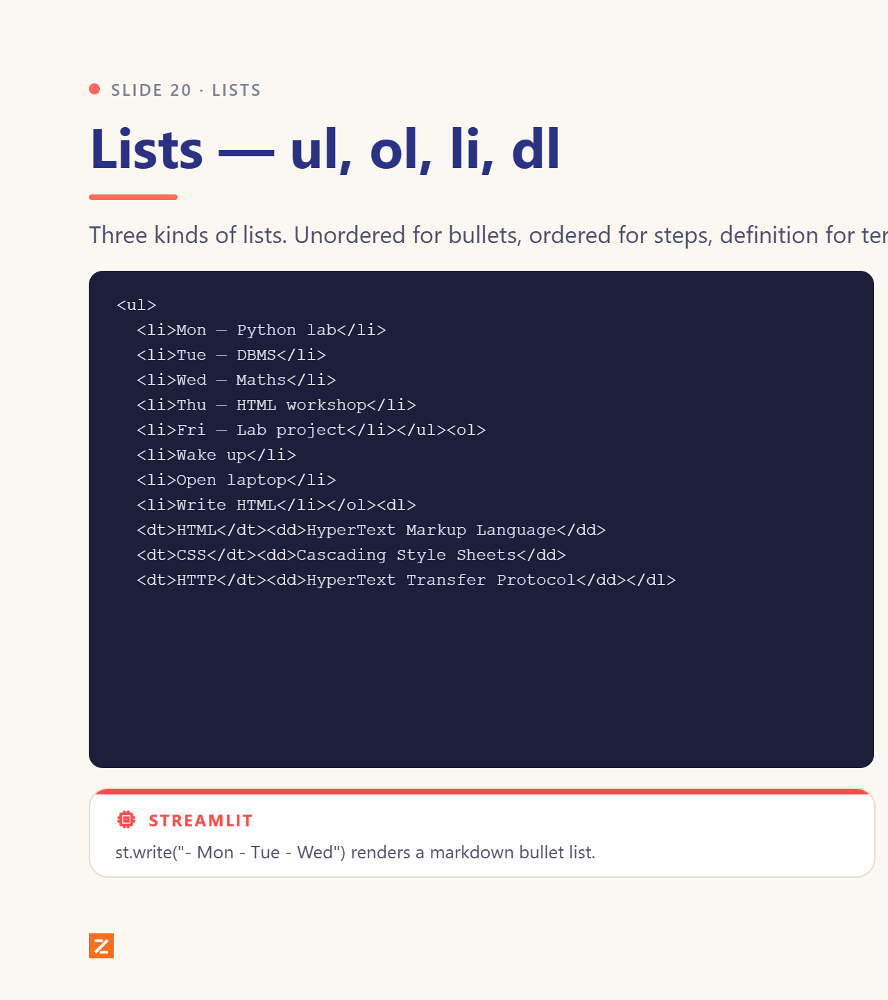 SLIDE 20 · LISTS
Lists — ul, ol, li, dl
Three kinds of lists. Unordered for bullets, ordered for steps, definition for
<ul>
  <li>Mon — Python lab</li>
  <li>Tue — DBMS</li>
  <li>Wed — Maths</li>
  <li>Thu — HTML workshop</li>
  <li>Fri — Lab project</li></ul><ol>
  <li>Wake up</li>
  <li>Open laptop</li>
  <li>Write HTML</li></ol><dl>
  <dt>HTML</dt><dd>HyperText Markup Language</dd>
  <dt>CSS</dt><dd>Cascading Style Sheets</dd>
  <dt>HTTP</dt><dd>HyperText Transfer Protocol</dd></dl>
STREAMLIT
st.write("- Mon - Tue - Wed") renders a markdown bullet list.